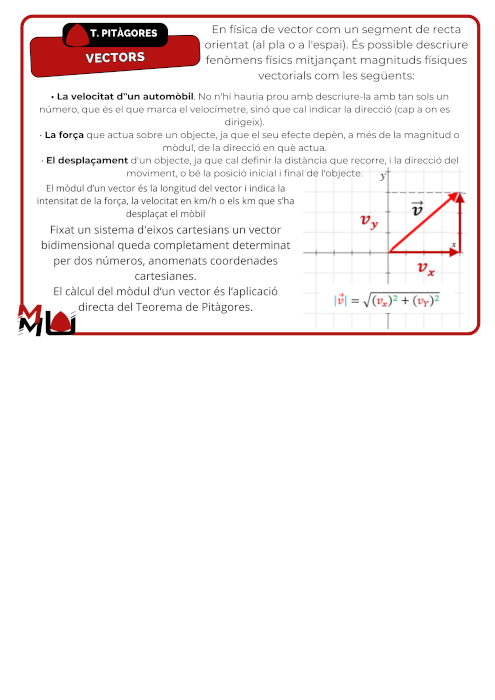 T. PITÀGORES
VECTORS
En física de vector com un segment de recta
orientat (al pla o a l'espai). És possible descriure
fenòmens físics mitjançant magnituds físiques
vectorials com les següents:
• La velocitat d"un automòbil. No n'hi hauria prou amb descriure-la amb tan sols un
número, que és el que marca el velocímetre, sinó que cal indicar la direcció (cap a on es
dirigeix).
· La força que actua sobre un objecte, ja que el seu efecte depèn, a més de la magnitud o
mòdul, de la direcció en què actua.
· El desplaçament d'un objecte, ja que cal definir la distància que recorre, i la direcció del
moviment, o bé la posició inicial i final de l'objecte.
El mòdul d'un vector és la longitud del vector i indica la
intensitat de la força, la velocitat en km/h o els km que s'ha
desplaçat el mòbil
Fixat un sistema d'eixos cartesians un vector
bidimensional queda completament determinat
per dos números, anomenats coordenades
cartesianes.
El càlcul del mòdul d'un vector és l'aplicació
directa del Teorema de Pitàgores.
y
v⃗
v_y
x
v_x
|v⃗| = √(v_x)² + (v_Y)²
MMU